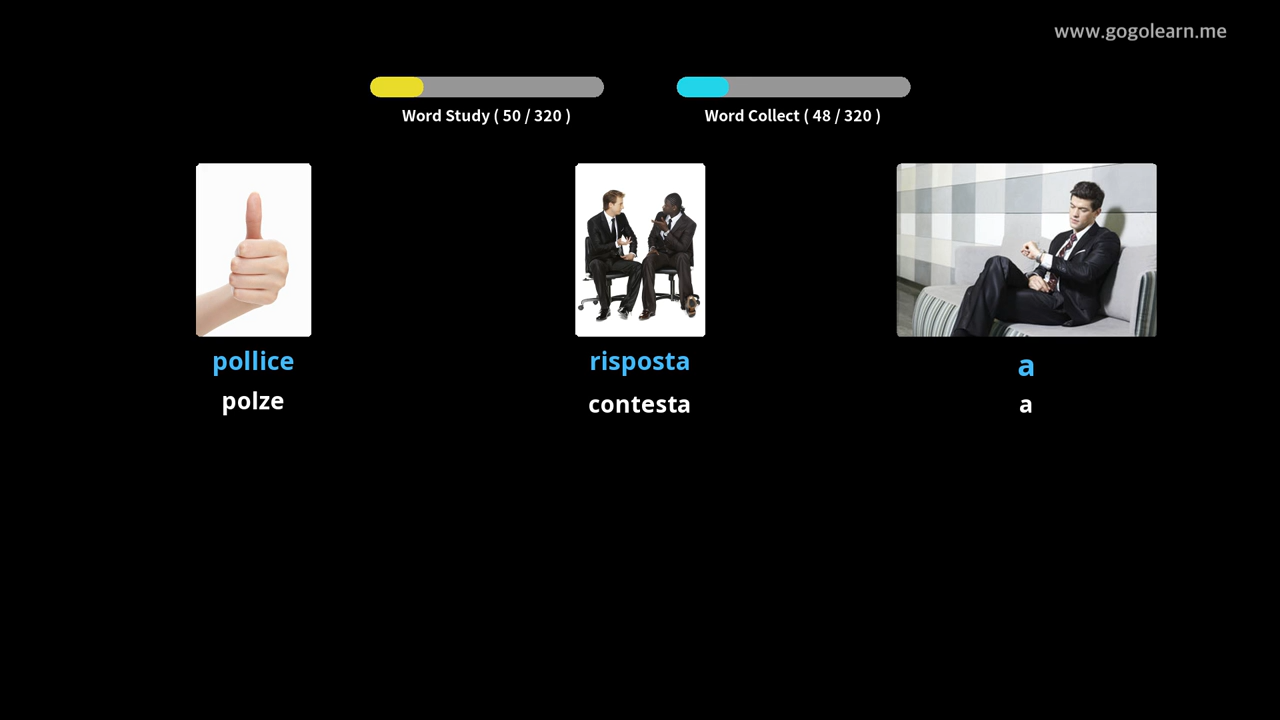 www.gogolearn.me
Word Study ( 50 / 320 )
Word Collect ( 48 / 320 )
pollice
polze
risposta
contesta
a
a